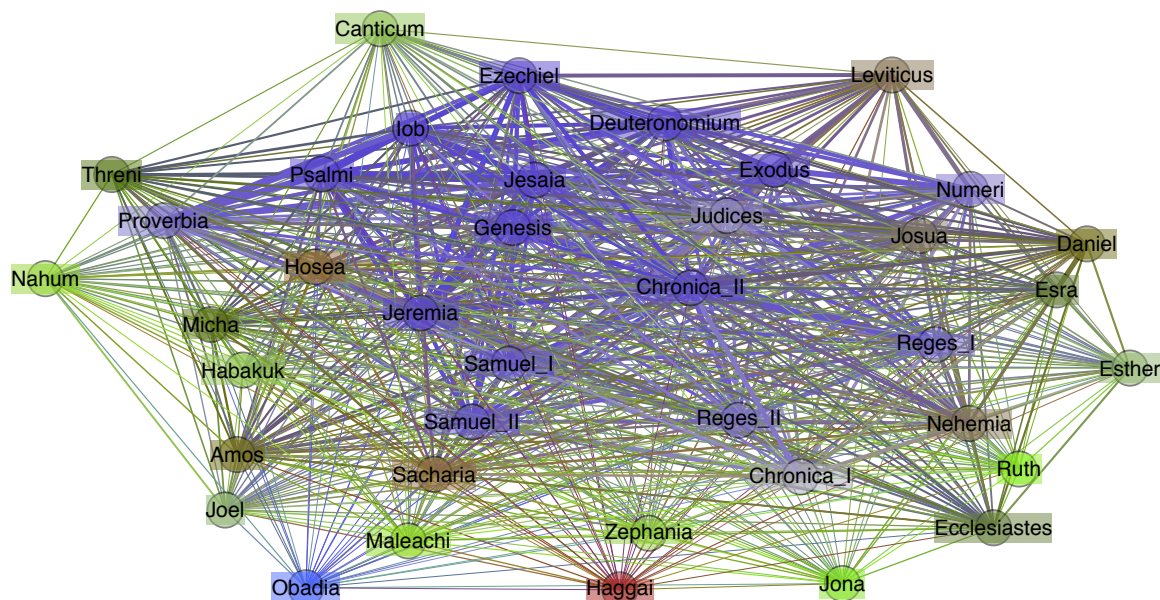 Canticum
Ezechiel
Leviticus
Iob
Deuteronomium
Threni
Psalmi
Jesaia
Exodus
Numeri
Proverbia
Genesis
Judices
Josua
Daniel
Hosea
Nahum
Chronica_II
Esra
Jeremia
Micha
Reges_I
Samuel_I
Habakuk
Esther
Samuel_II
Reges_II
Nehemia
Amos
Sacharia
Chronica_I
Ruth
Joel
Maleachi
Zephania
Ecclesiastes
Obadia
Haggai
Jona